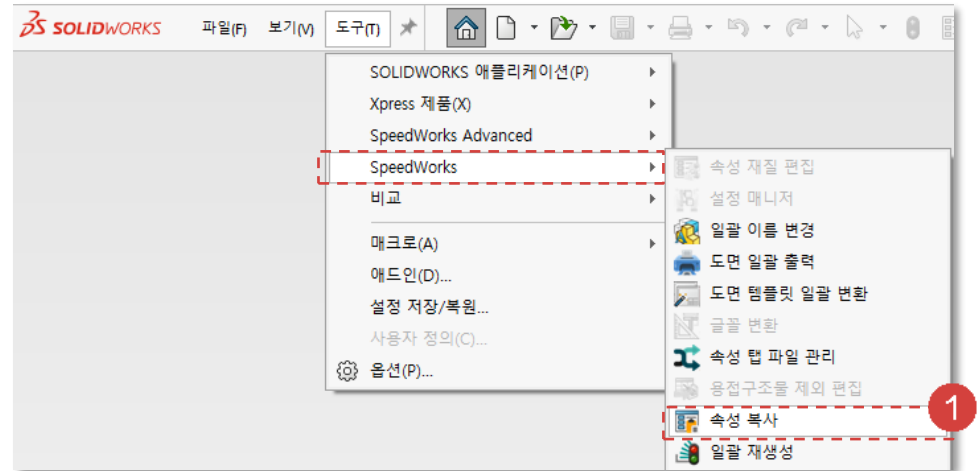 SOLIDWORKS 파일(F) 보기(V) 도구(T)
SOLIDWORKS 애플리케이션(P)
Xpress 제품(X)
SpeedWorks Advanced
SpeedWorks
비교
매크로(A)
애드인(D)...
설정 저장/복원...
사용자 정의(C)...
옵션(P)...
속성 재질 편집
설정 매니저
일괄 이름 변경
도면 일괄 출력
도면 템플릿 일괄 변환
글꼴 변환
속성 탭 파일 관리
용접구조물 제외 편집
1
속성 복사
일괄 재생성